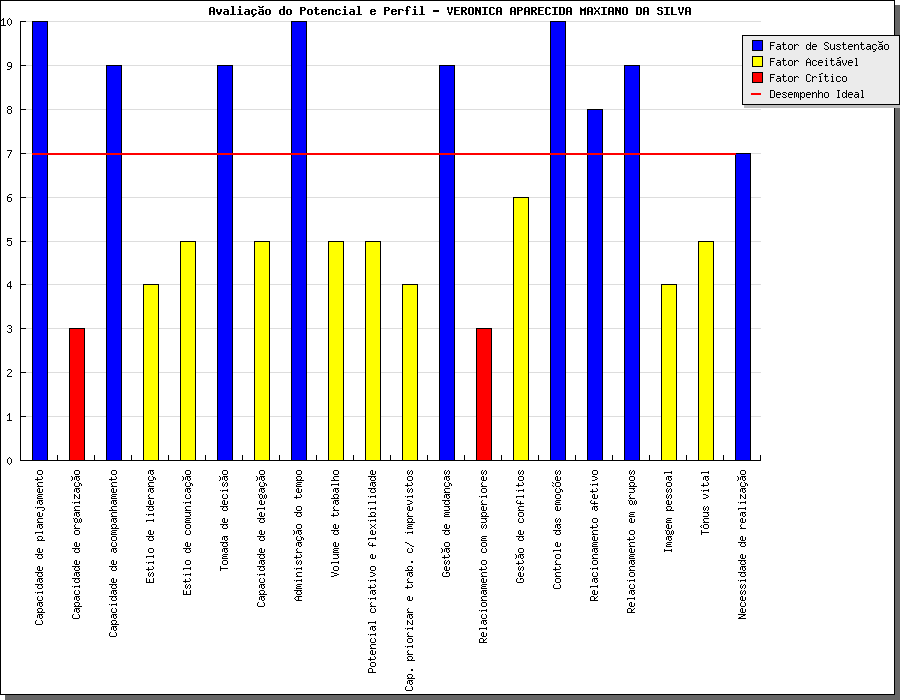 Avaliação do Potencial e Perfil - VERONICA APARECIDA MAXIANO DA SILVA
Fator de Sustentação
Fator Aceitável
Fator Crítico
Desempenho Ideal
10
9
8
7
6
5
4
3
2
1
0
Capacidade de planejamento
Capacidade de organização
Capacidade de acompanhamento
Estilo de liderança
Estilo de comunicação
Tomada de decisão
Capacidade de delegação
Administração do tempo
Volume de trabalho
Potencial criativo e flexibilidade
Cap. priorizar e trab. c/ imprevistos
Gestão de mudanças
Relacionamento com superiores
Gestão de conflitos
Controle das emoções
Relacionamento afetivo
Relacionamento em grupos
Imagem pessoal
Tônus vital
Necessidade de realização